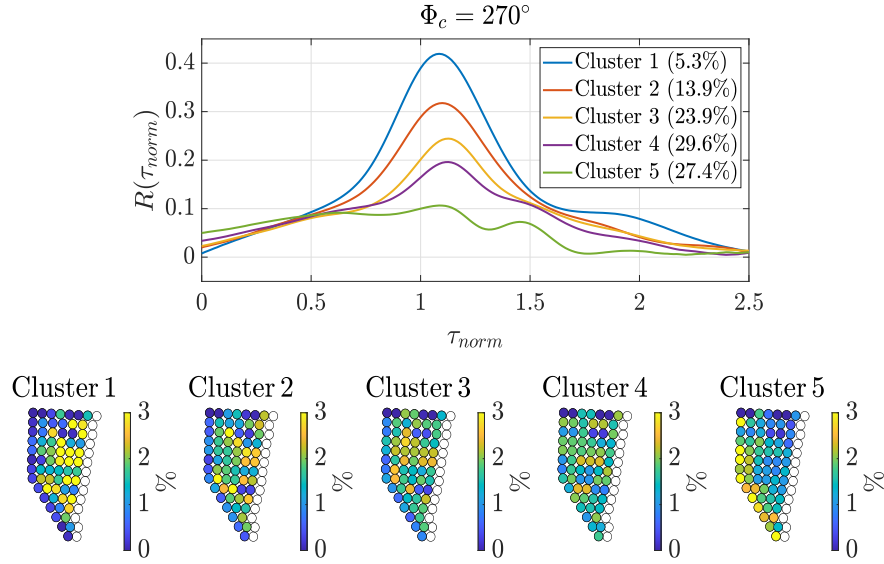 Φc = 270°
R(τnorm)
0.4
0.3
0.2
0.1
0
Cluster 1 (5.3%)
Cluster 2 (13.9%)
Cluster 3 (23.9%)
Cluster 4 (29.6%)
Cluster 5 (27.4%)
0 0.5 1 1.5 2 2.5
τnorm
Cluster 1
3
2
1
0
%
Cluster 2
3
2
1
0
%
Cluster 3
3
2
1
0
%
Cluster 4
3
2
1
0
%
Cluster 5
3
2
1
0
%